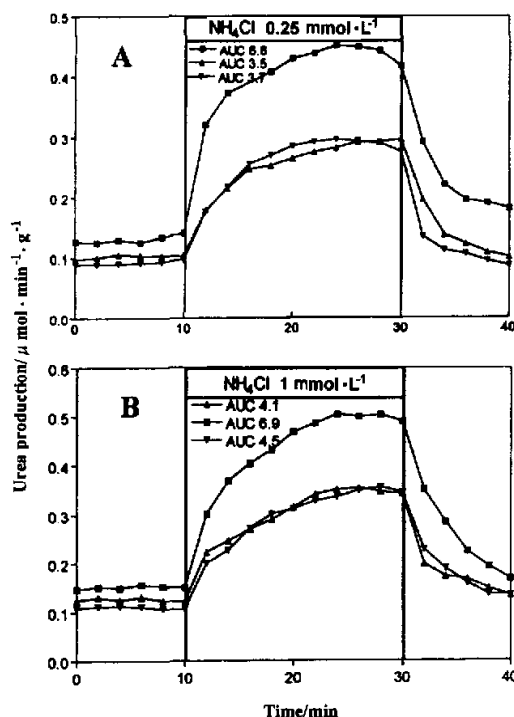 Urea production/μ mol · min⁻¹. g⁻¹
A
NH₄Cl 0.25 mmol·L⁻¹
AUC 6.8
AUC 3.5
AUC 3.7
0.5
0.4
0.3
0.2
0.1
0.0
0 10 20 30 40
B
NH₄Cl 1 mmol·L⁻¹
AUC 4.1
AUC 6.9
AUC 4.5
0.6
0.5
0.4
0.3
0.2
0.1
0.0
0 10 20 30 40
Time/min